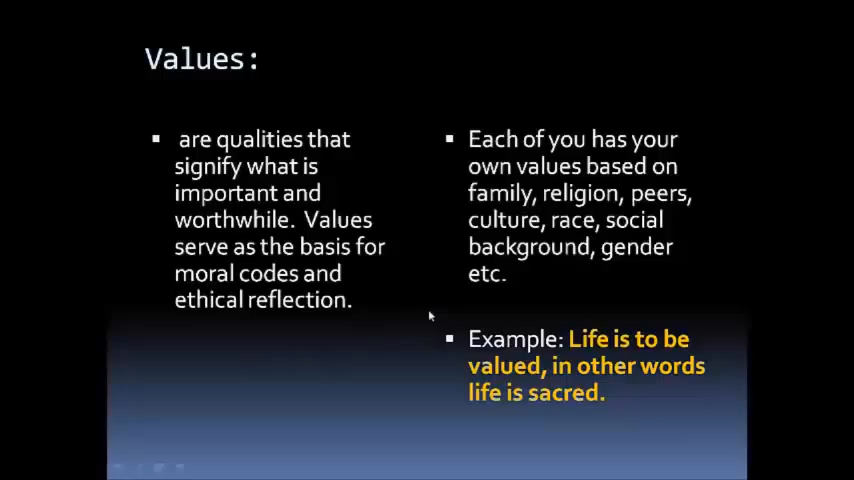 Values:
▪ are qualities that
signify what is
important and
worthwhile. Values
serve as the basis for
moral codes and
ethical reflection.
▪ Each of you has your
own values based on
family, religion, peers,
culture, race, social
background, gender
etc.
▪ Example: Life is to be
valued, in other words
life is sacred.